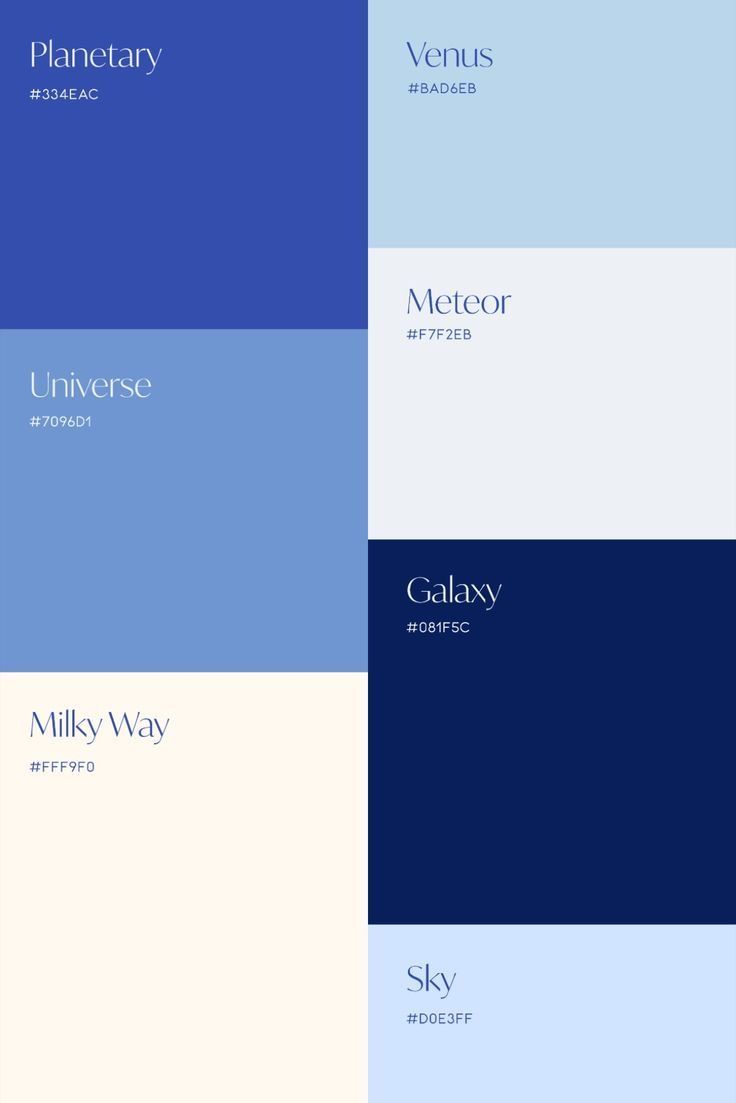 Planetary
#334EAC
Universe
#7096D1
Milky Way
#FFF9F0
Venus
#BAD6EB
Meteor
#F7F2EB
Galaxy
#081F5C
Sky
#D0E3FF